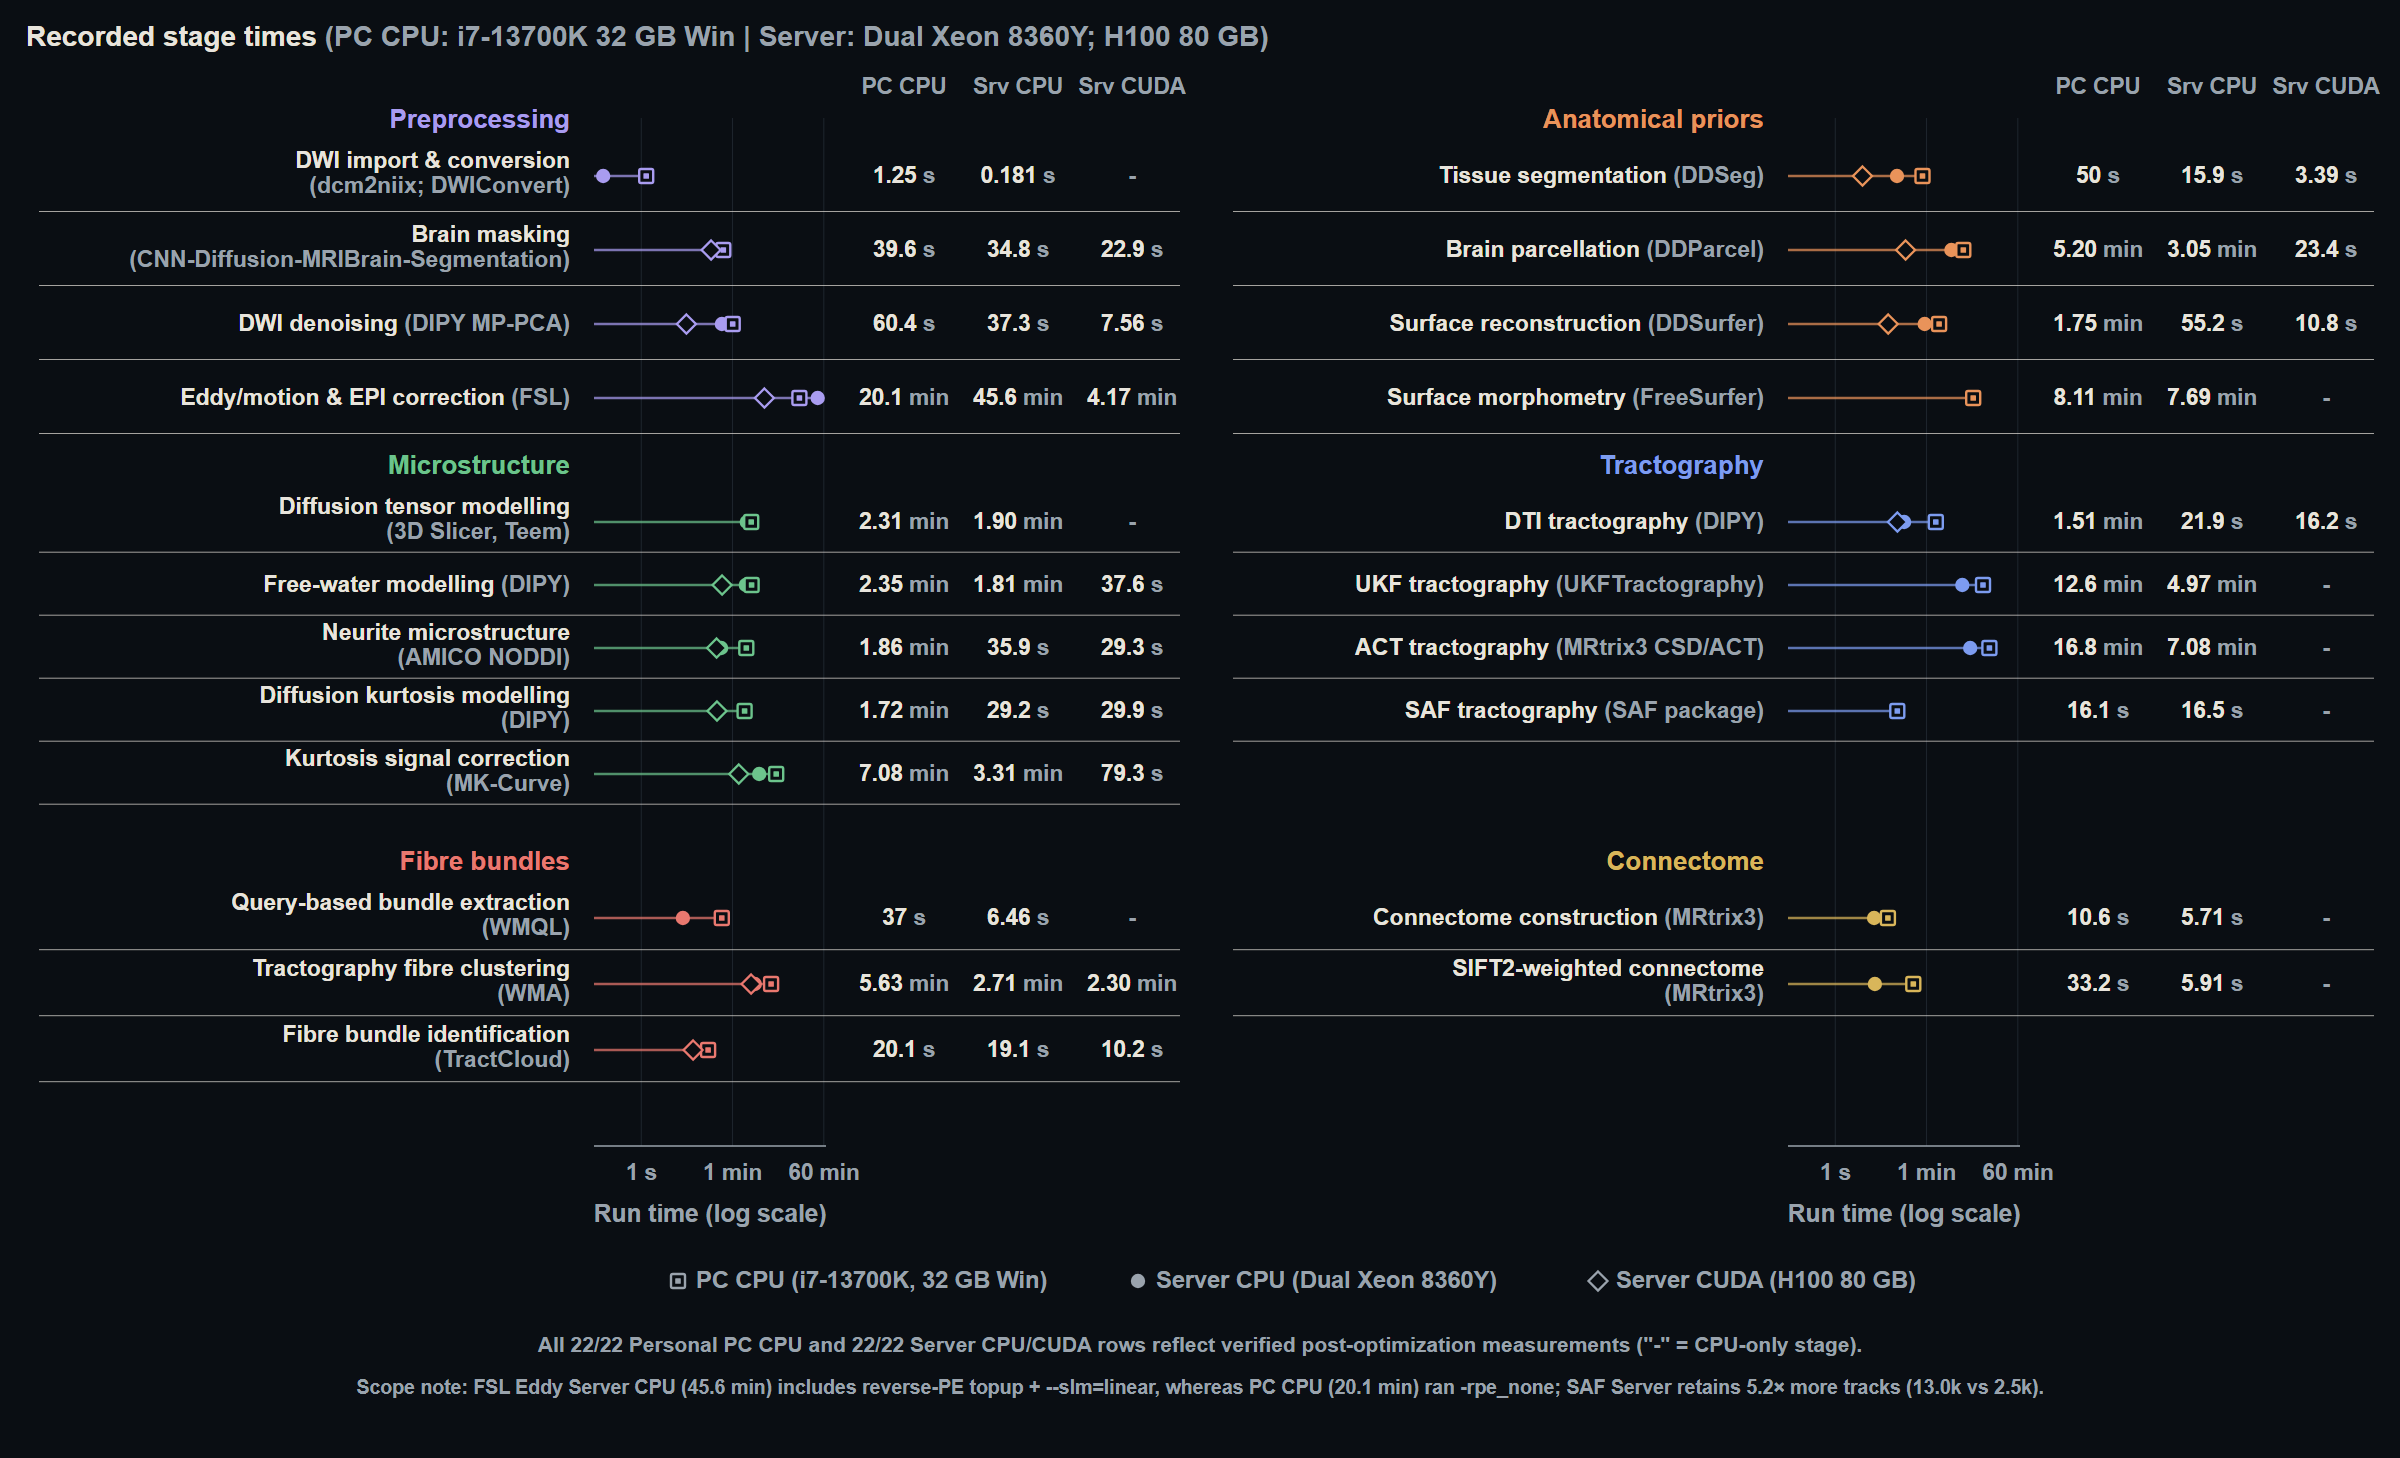 Recorded stage times (PC CPU: i7-13700K 32 GB Win | Server: Dual Xeon 8360Y; H100 80 GB)
PC CPU Srv CPU Srv CUDA
Preprocessing
DWI import & conversion
(dcm2niix; DWIConvert)
1.25 s 0.181 s -
Brain masking
(CNN-Diffusion-MRIBrain-Segmentation)
39.6 s 34.8 s 22.9 s
DWI denoising (DIPY MP-PCA) 60.4 s 37.3 s 7.56 s
Eddy/motion & EPI correction (FSL) 20.1 min 45.6 min 4.17 min
Microstructure
Diffusion tensor modelling
(3D Slicer, Teem)
2.31 min 1.90 min -
Free-water modelling (DIPY) 2.35 min 1.81 min 37.6 s
Neurite microstructure
(AMICO NODDI)
1.86 min 35.9 s 29.3 s
Diffusion kurtosis modelling
(DIPY)
1.72 min 29.2 s 29.9 s
Kurtosis signal correction
(MK-Curve)
7.08 min 3.31 min 79.3 s
Fibre bundles
Query-based bundle extraction
(WMQL)
37 s 6.46 s -
Tractography fibre clustering
(WMA)
5.63 min 2.71 min 2.30 min
Fibre bundle identification
(TractCloud)
20.1 s 19.1 s 10.2 s
1 s 1 min 60 min
Run time (log scale)
PC CPU Srv CPU Srv CUDA
Anatomical priors
Tissue segmentation (DDSeg) 50 s 15.9 s 3.39 s
Brain parcellation (DDParcel) 5.20 min 3.05 min 23.4 s
Surface reconstruction (DDSurfer) 1.75 min 55.2 s 10.8 s
Surface morphometry (FreeSurfer) 8.11 min 7.69 min -
Tractography
DTI tractography (DIPY) 1.51 min 21.9 s 16.2 s
UKF tractography (UKFTractography) 12.6 min 4.97 min -
ACT tractography (MRtrix3 CSD/ACT) 16.8 min 7.08 min -
SAF tractography (SAF package) 16.1 s 16.5 s -
Connectome
Connectome construction (MRtrix3) 10.6 s 5.71 s -
SIFT2-weighted connectome
(MRtrix3)
33.2 s 5.91 s -
1 s 1 min 60 min
Run time (log scale)
PC CPU (i7-13700K, 32 GB Win) Server CPU (Dual Xeon 8360Y) Server CUDA (H100 80 GB)
All 22/22 Personal PC CPU and 22/22 Server CPU/CUDA rows reflect verified post-optimization measurements ("-" = CPU-only stage).
Scope note: FSL Eddy Server CPU (45.6 min) includes reverse-PE topup + --slm=linear, whereas PC CPU (20.1 min) ran -rpe_none; SAF Server retains 5.2× more tracks (13.0k vs 2.5k).